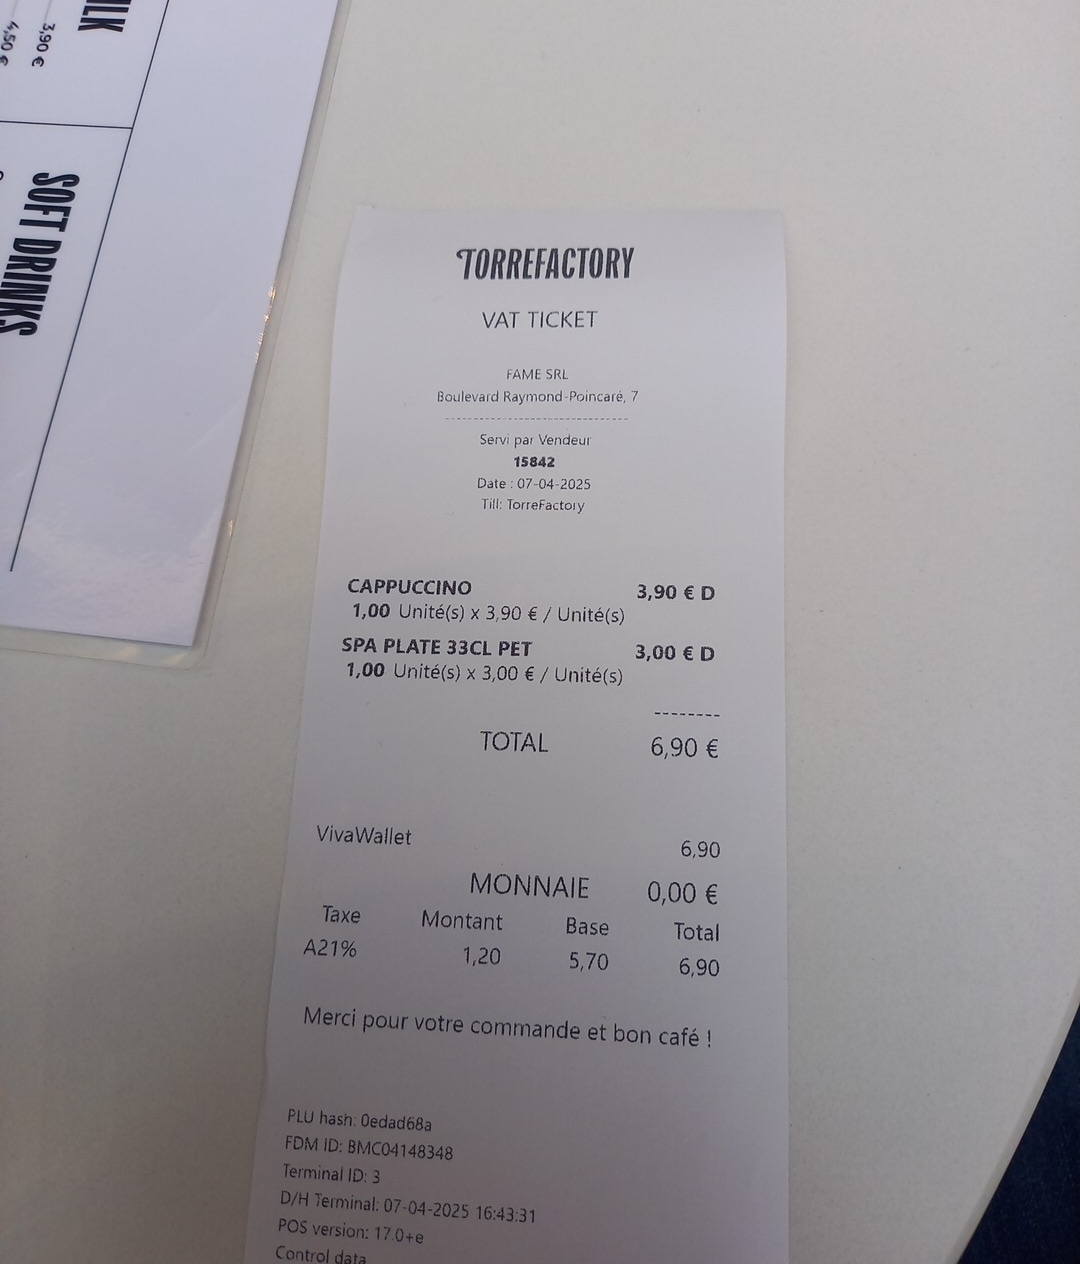 ILK
3,90 €
4,50 €
SOFT DRINKS
TORREFACTORY
VAT TICKET
FAME SRL
Boulevard Raymond-Poincaré, 7
--------------------------------
Servi par Vendeur
15842
Date : 07-04-2025
Till: TorreFactory
CAPPUCCINO 3,90 € D
1,00 Unité(s) x 3,90 € / Unité(s)
SPA PLATE 33CL PET 3,00 € D
1,00 Unité(s) x 3,00 € / Unité(s)
--------
TOTAL 6,90 €
VivaWallet 6,90
MONNAIE 0,00 €
Taxe Montant Base Total
A21% 1,20 5,70 6,90
Merci pour votre commande et bon café !
PLU hash: 0edad68a
FDM ID: BMC04148348
Terminal ID: 3
D/H Terminal: 07-04-2025 16:43:31
POS version: 17.0+e
Control data